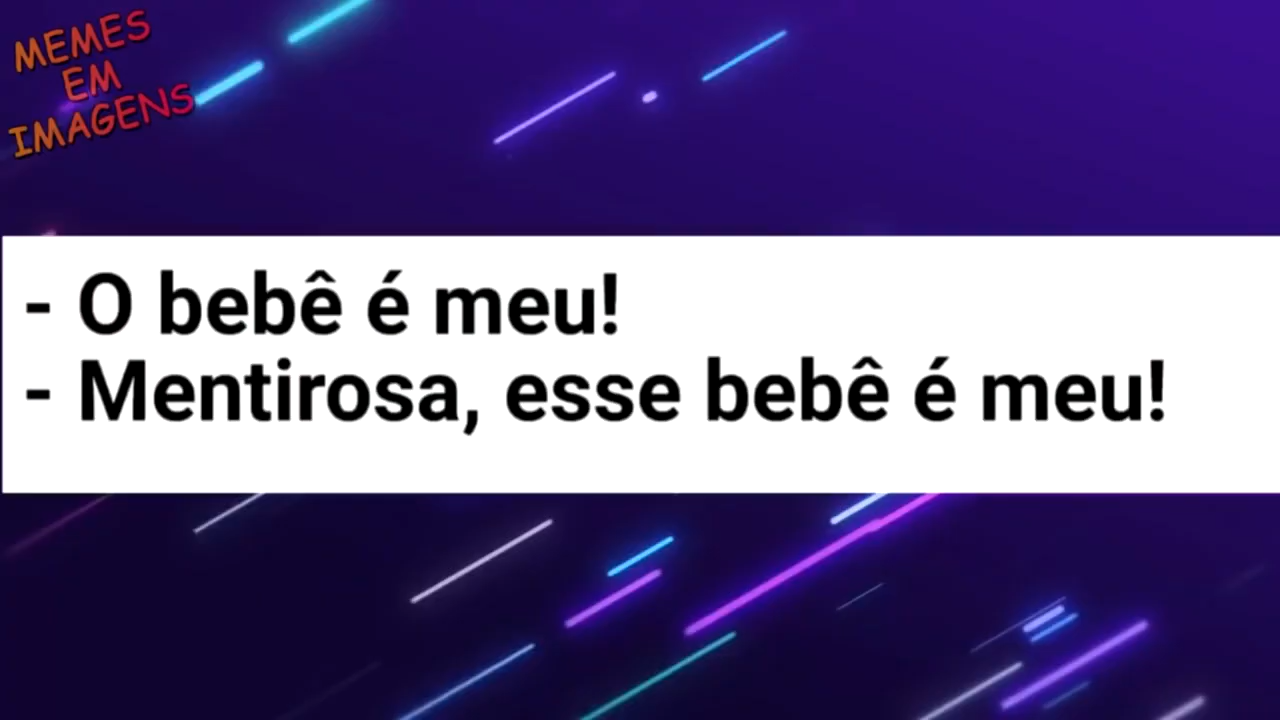 MEMES
EM
IMAGENS
- O bebê é meu!
- Mentirosa, esse bebê é meu!